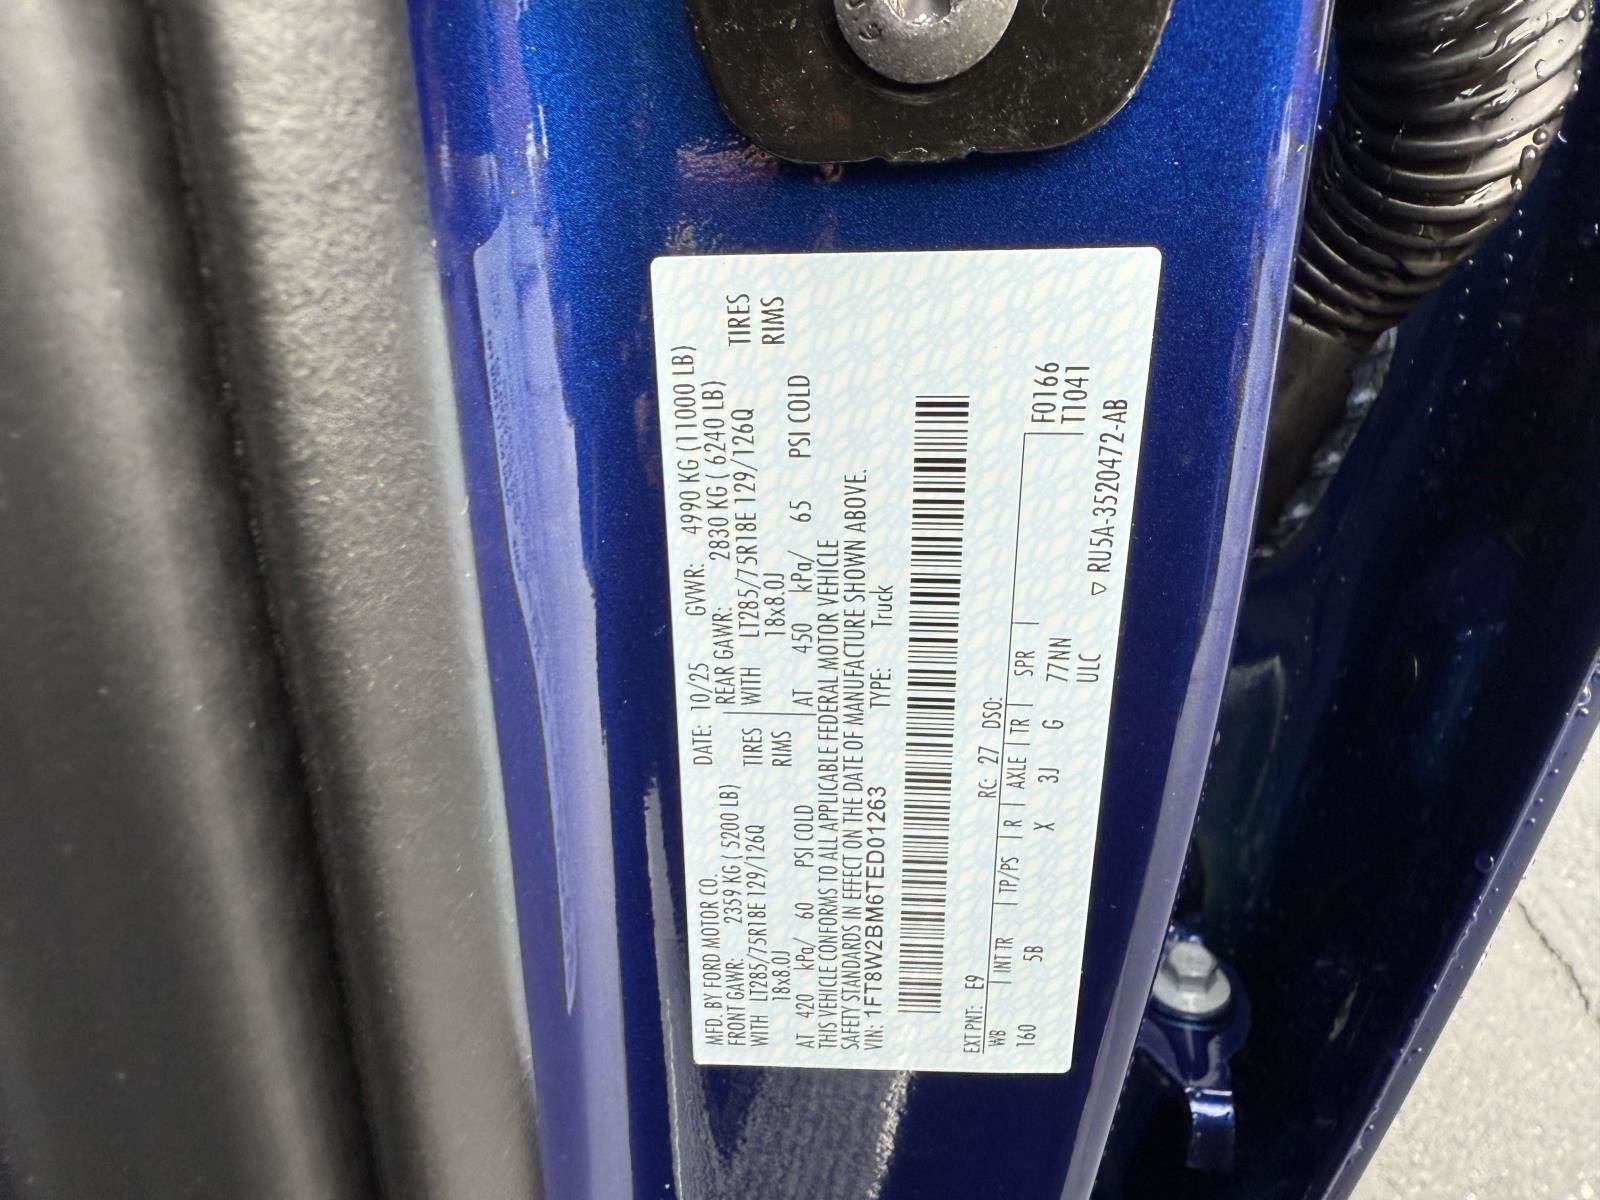 MFD. BY FORD MOTOR CO. DATE: 10/25 GVWR: 4990 KG (11000 LB)
FRONT GAWR: 2359 KG ( 5200 LB) REAR GAWR: 2830 KG ( 6240 LB)
WITH LT285/75R18E 129/126Q TIRES WITH LT285/75R18E 129/126Q TIRES
18x8.0J RIMS 18x8.0J RIMS
AT 420 kPa/ 60 PSI COLD AT 450 kPa/ 65 PSI COLD
THIS VEHICLE CONFORMS TO ALL APPLICABLE FEDERAL MOTOR VEHICLE
SAFETY STANDARDS IN EFFECT ON THE DATE OF MANUFACTURE SHOWN ABOVE.
VIN: 1FT8W2BM6TED01263 TYPE: Truck
EXT PNT: E9 RC: 27 DSO:
WB INT TR TP/PS R AXLE TR SPR F0166
160 5B X 3J G 77NN T1041
ULC
▽ RU5A-3520472-AB